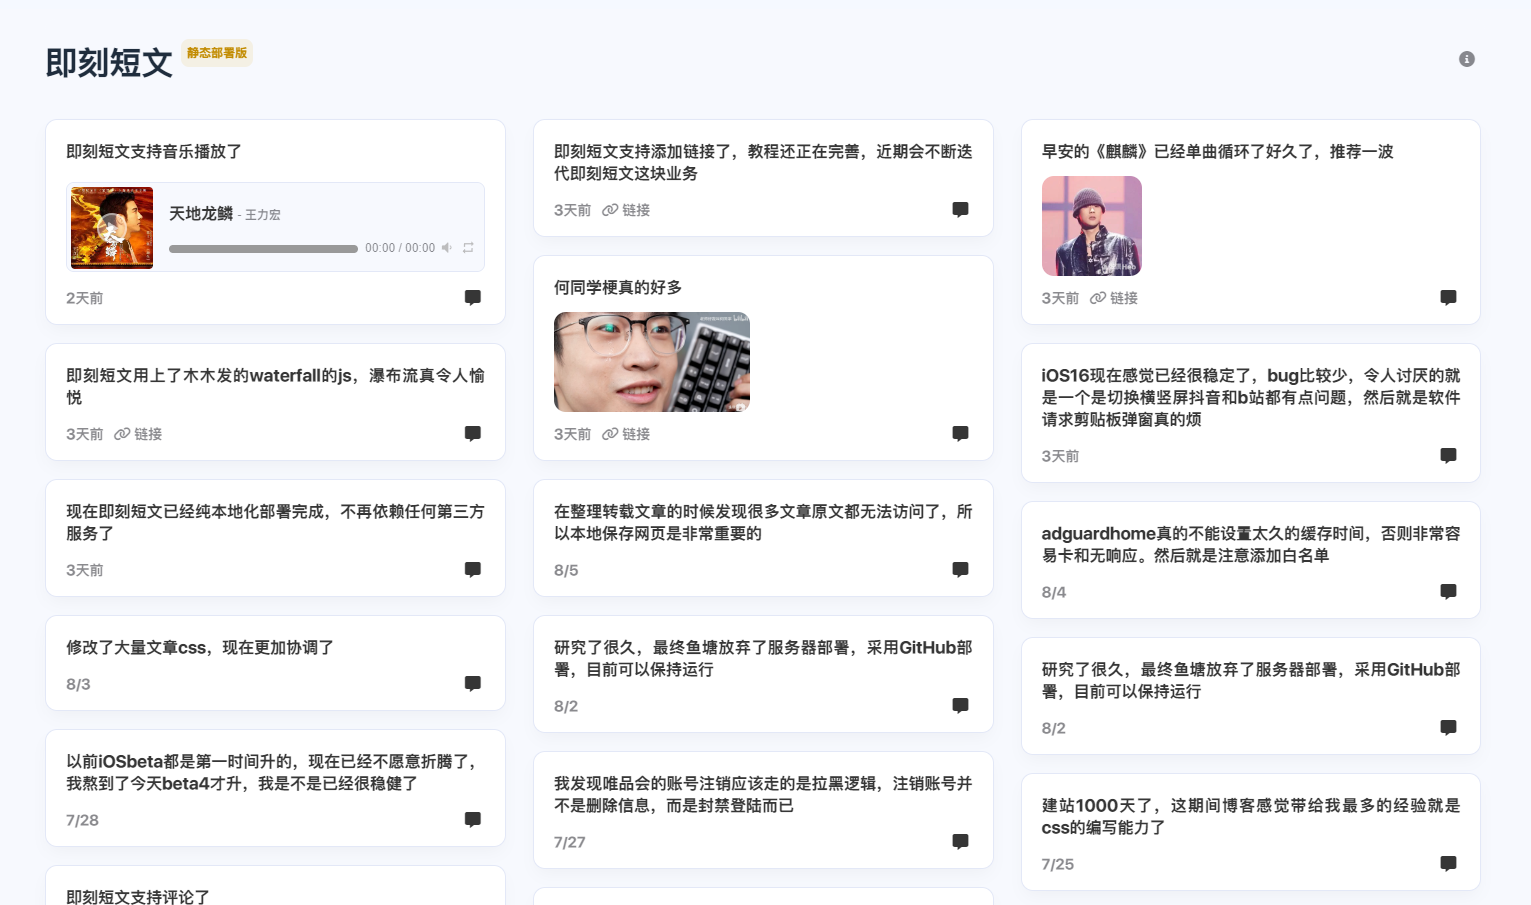 即刻短文 静态部署版
即刻短文支持音乐播放了
天地龙鳞 - 王力宏
00:00 / 00:00
2天前
即刻短文用上了木木发的waterfall的js，瀑布流真令人愉
悦
3天前 链接
现在即刻短文已经纯本地化部署完成，不再依赖任何第三方
服务了
3天前
修改了大量文章css，现在更加协调了
8/3
以前iOSbeta都是第一时间升的，现在已经不愿意折腾了，
我熬到了今天beta4才升，我是不是已经很稳健了
7/28
即刻短文支持评论了
即刻短文支持添加链接了，教程还正在完善，近期会不断迭
代即刻短文这块业务
3天前 链接
何同学梗真的好多
3天前 链接
在整理转载文章的时候发现很多文章原文都无法访问了，所
以本地保存网页是非常重要的
8/5
研究了很久，最终鱼塘放弃了服务器部署，采用GitHub部
署，目前可以保持运行
8/2
我发现唯品会的账号注销应该走的是拉黑逻辑，注销账号并
不是删除信息，而是封禁登陆而已
7/27
早安的《麒麟》已经单曲循环了好久了，推荐一波
3天前 链接
iOS16现在感觉已经很稳定了，bug比较少，令人讨厌的就
是一个是切换横竖屏抖音和b站都有点问题，然后就是软件
请求剪贴板弹窗真的烦
3天前
adguardhome真的不能设置太久的缓存时间，否则非常容
易卡和无响应。然后就是注意添加白名单
8/4
研究了很久，最终鱼塘放弃了服务器部署，采用GitHub部
署，目前可以保持运行
8/2
建站1000天了，这期间博客感觉带给我最多的经验就是
css的编写能力了
7/25